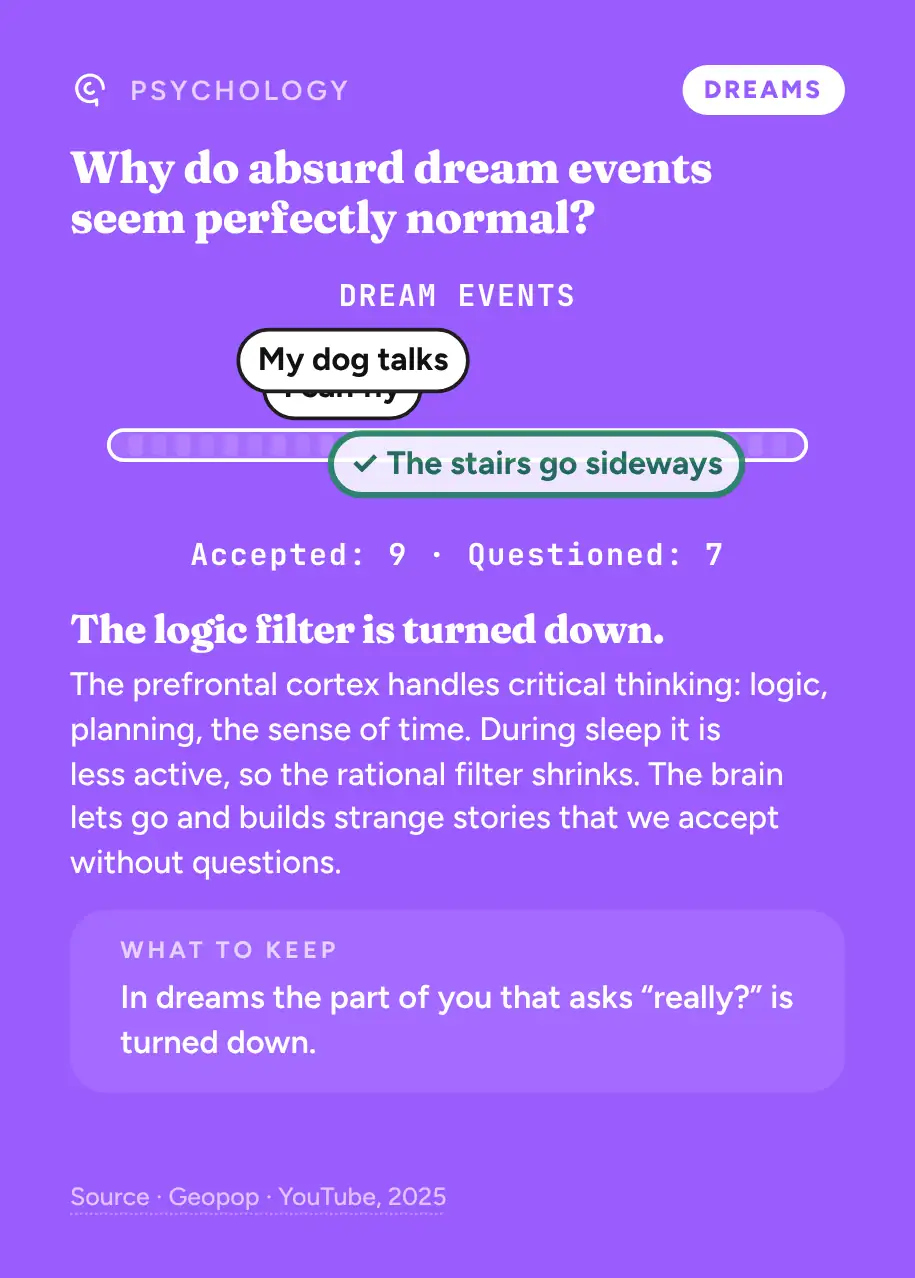 PSYCHOLOGY
DREAMS
Why do absurd dream events
seem perfectly normal?
DREAM EVENTS
My dog talks
✓ The stairs go sideways
Accepted: 9 · Questioned: 7
The logic filter is turned down.
The prefrontal cortex handles critical thinking: logic,
planning, the sense of time. During sleep it is
less active, so the rational filter shrinks. The brain
lets go and builds strange stories that we accept
without questions.
WHAT TO KEEP
In dreams the part of you that asks “really?” is
turned down.
Source · Geopop · YouTube, 2025